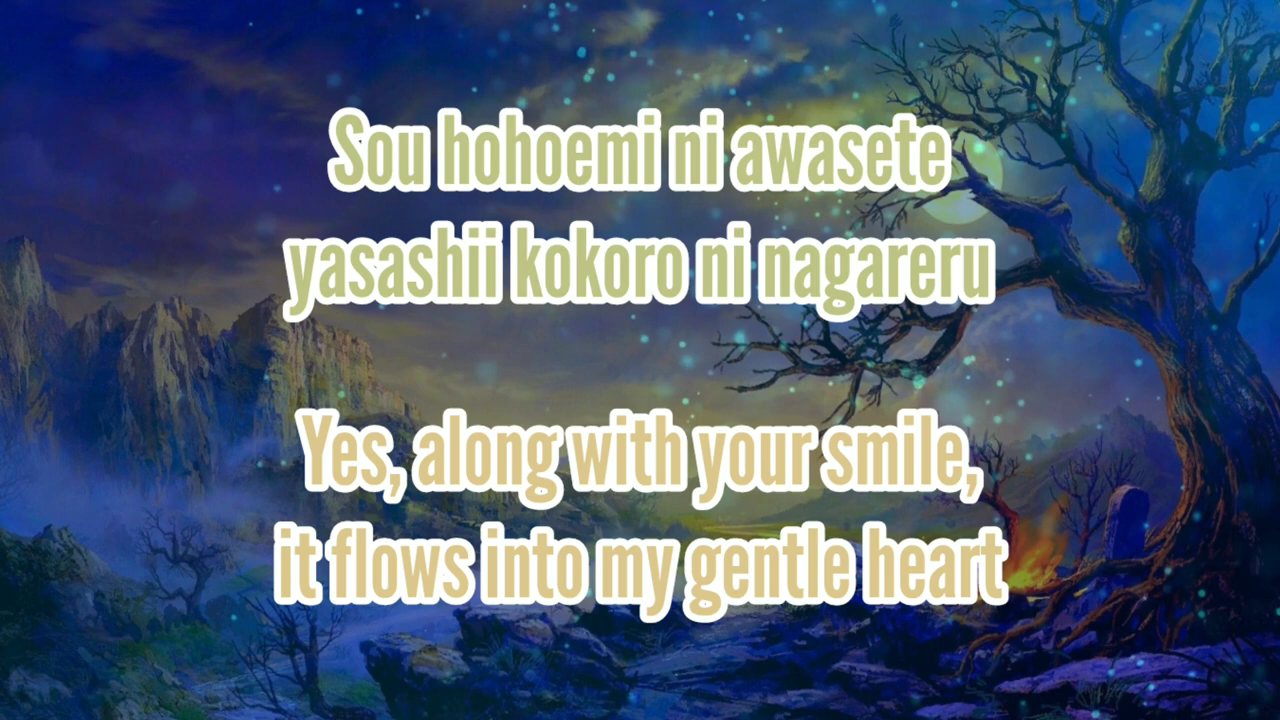 Sou hohoemi ni awasete
yasashii kokoro ni nagareru
Yes, along with your smile,
it flows into my gentle heart